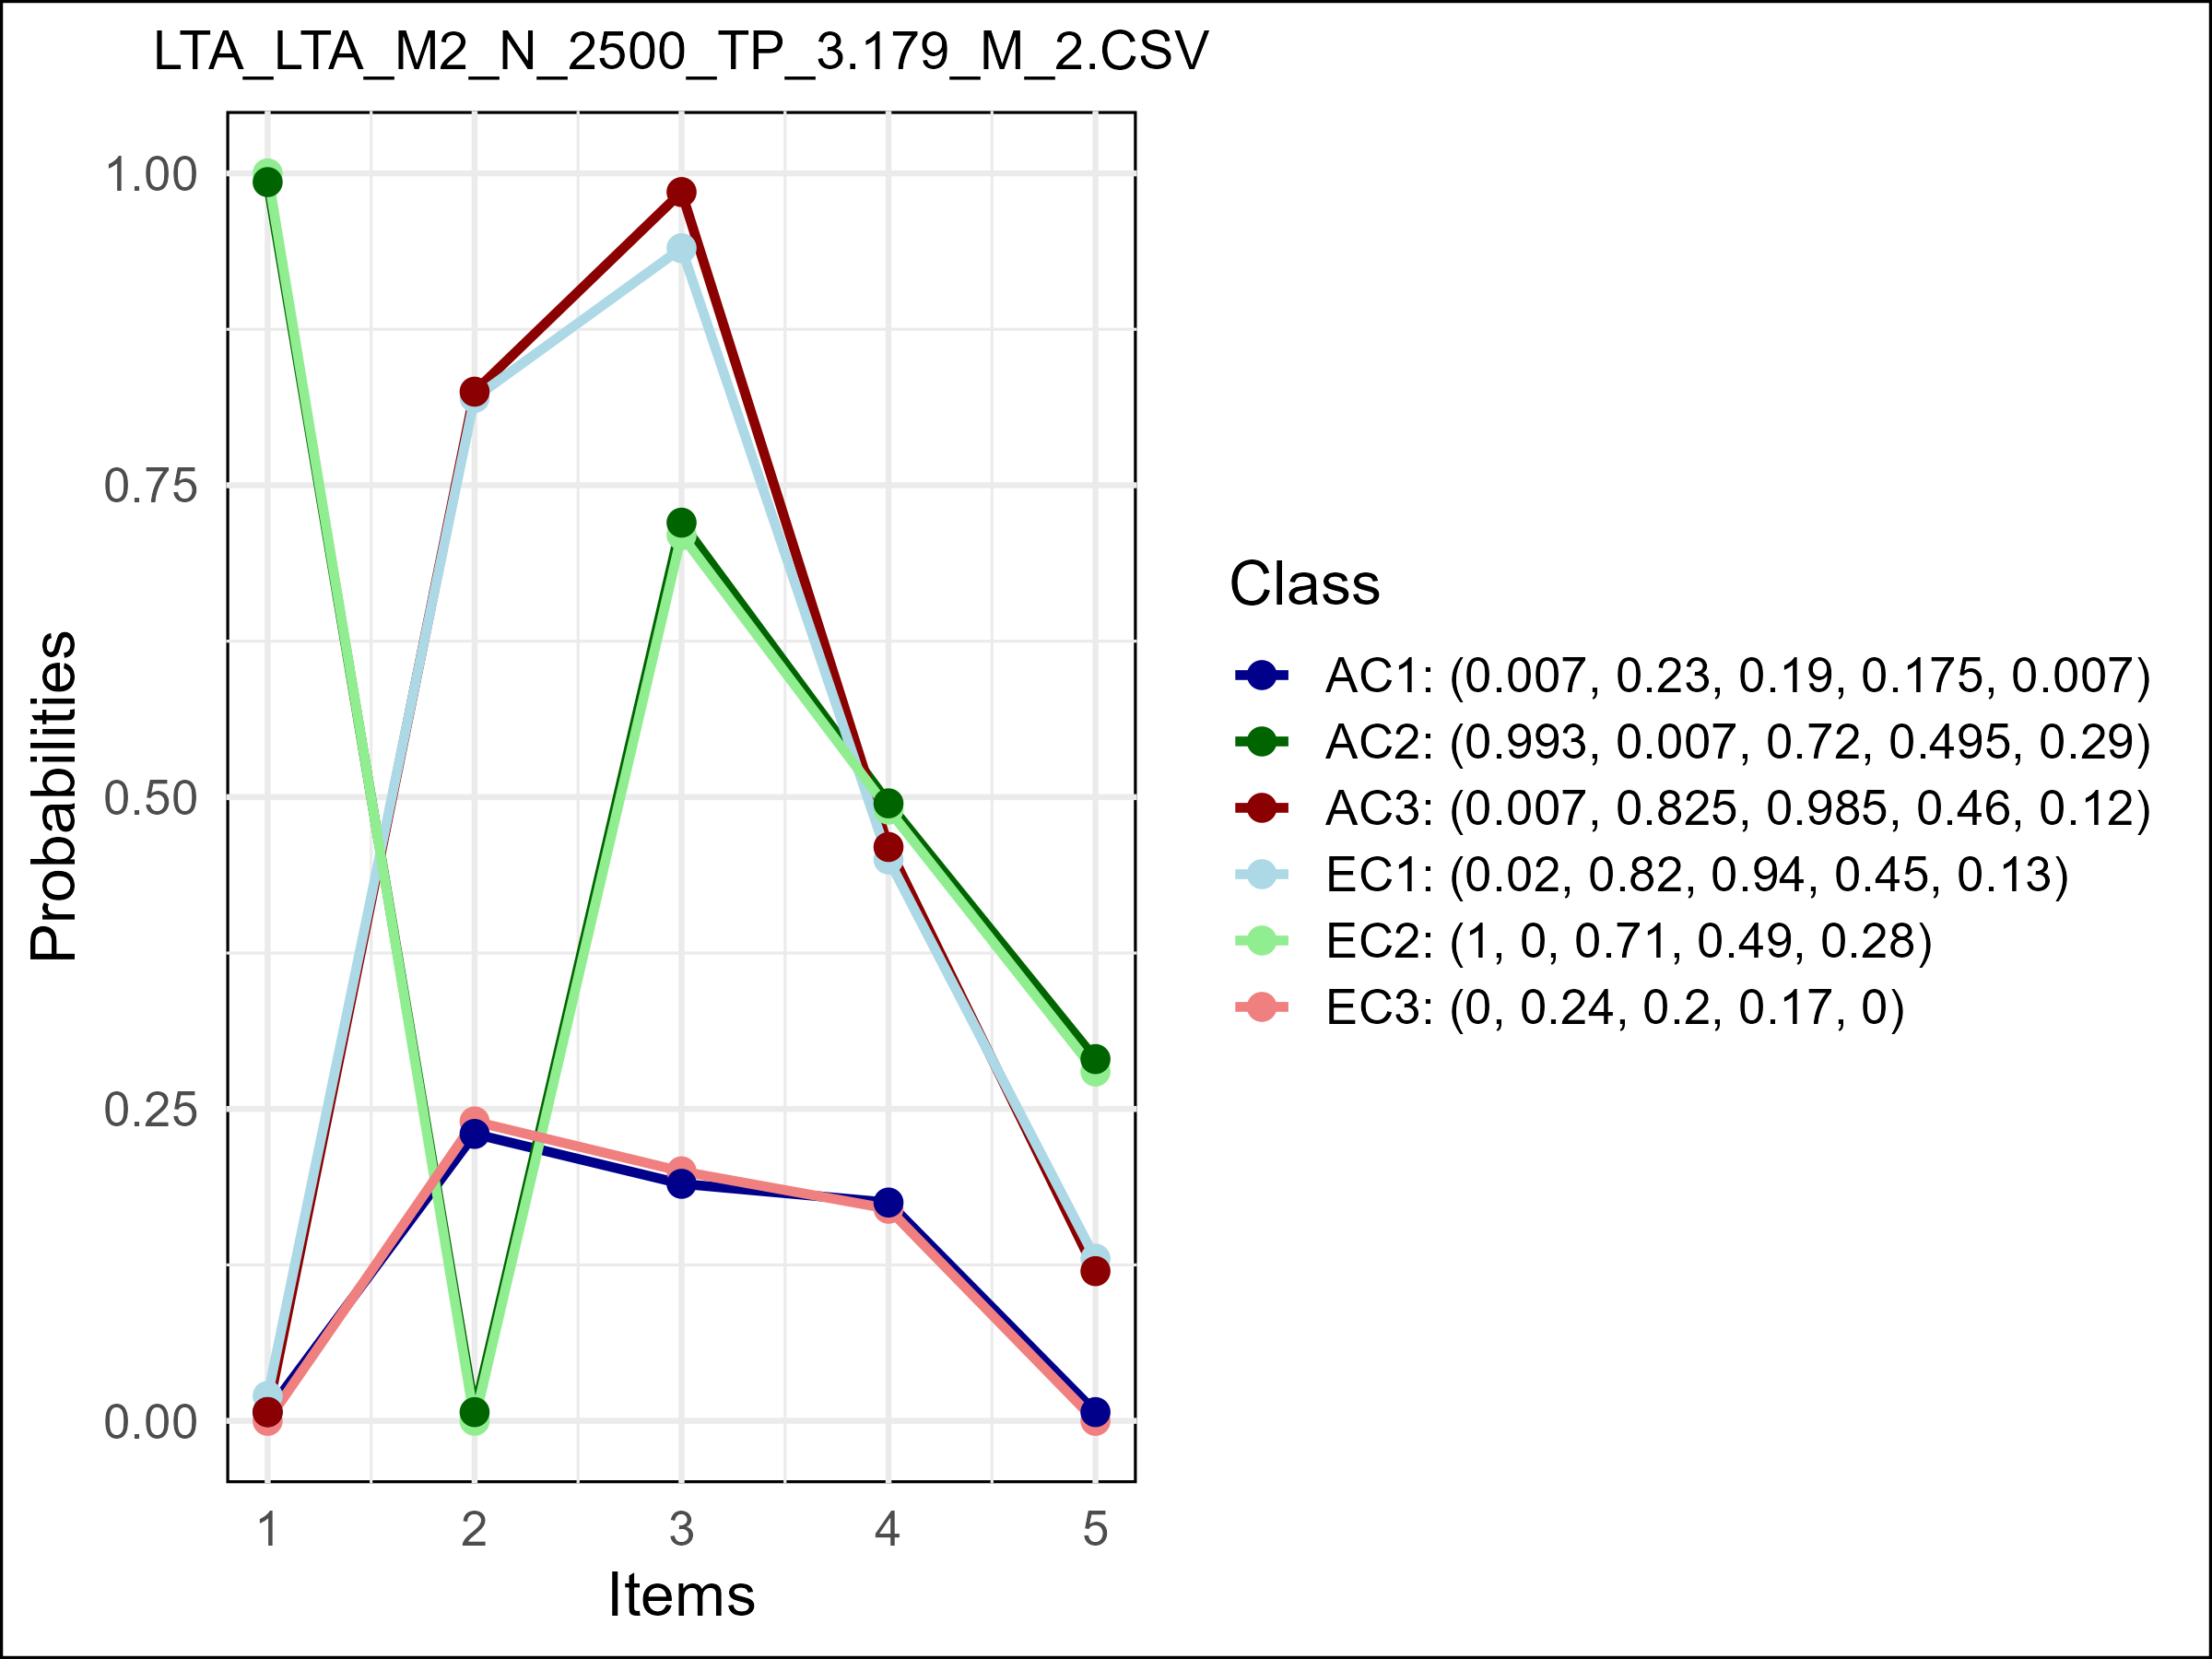 LTA_LTA_M2_N_2500_TP_3.179_M_2.CSV
Probabilities
1.00
0.75
0.50
0.25
0.00
1 2 3 4 5
Items
Class
AC1: (0.007, 0.23, 0.19, 0.175, 0.007)
AC2: (0.993, 0.007, 0.72, 0.495, 0.29)
AC3: (0.007, 0.825, 0.985, 0.46, 0.12)
EC1: (0.02, 0.82, 0.94, 0.45, 0.13)
EC2: (1, 0, 0.71, 0.49, 0.28)
EC3: (0, 0.24, 0.2, 0.17, 0)